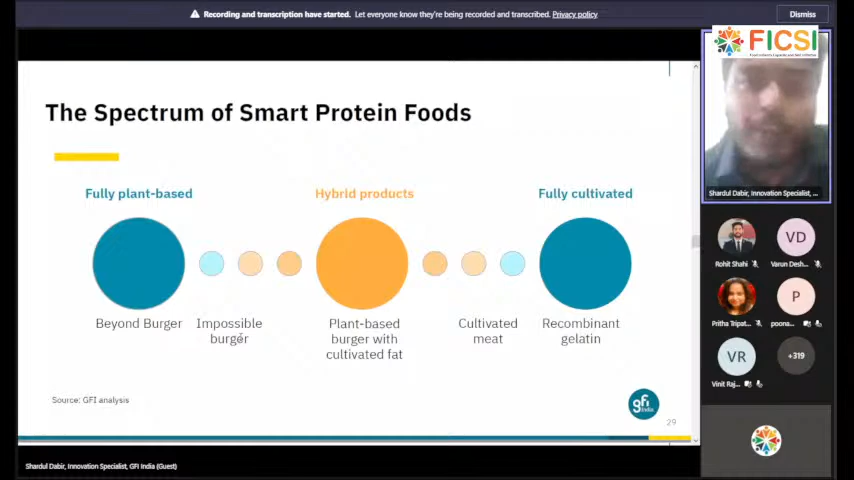 Recording and transcription have started. Let everyone know they're being recorded and transcribed. Privacy policy
Dismiss
FICSI
The Spectrum of Smart Protein Foods
Fully plant-based
Hybrid products
Fully cultivated
Beyond Burger
Impossible
burger
Plant-based
burger with
cultivated fat
Cultivated
meat
Recombinant
gelatin
Source: GFI analysis
gfi
India
29
Shardul Dabir, Innovation Specialist, GFI India (Guest)
Shardul Dabir, Innovation Specialist, ...
Rohit Shahi
VD
Varun Desh...
Pritha Tripat...
P
poona...
VR
Vinit Raj...
+319